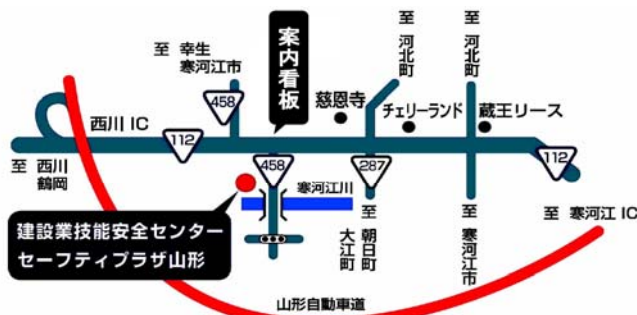 至 幸生
寒河江市
458
案内看板
至 河北町
至 河北町
慈恩寺
チェリーランド
蔵王リース
西川 IC
112
至 西川
鶴岡
458
287
112
寒河江川
建設業技能安全センター
セーフティプラザ山形
至 朝日町
大江町
至 寒河江市
至 寒河江 IC
山形自動車道